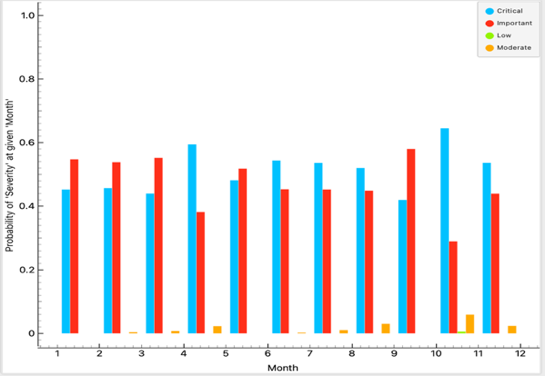 Critical
Important
Low
Moderate
1.0
0.8
0.6
0.4
0.2
0
Probability of 'Severity' at given 'Month'
1 2 3 4 5 6 7 8 9 10 11 12
Month